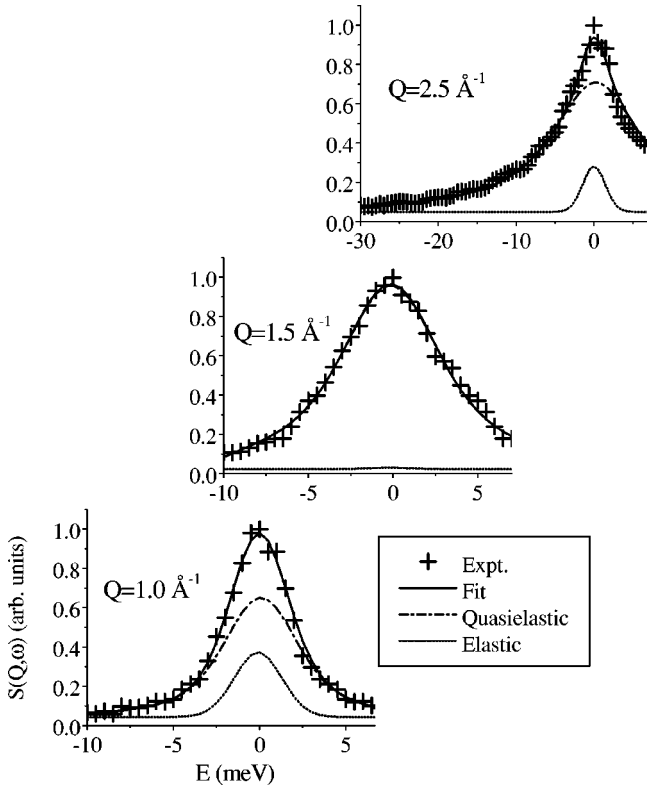 1.0
0.8
0.6
0.4
0.2
0.0
Q=2.5 Å⁻¹
-30 -20 -10 0
1.0
0.8
0.6
0.4
0.2
0.0
Q=1.5 Å⁻¹
-10 -5 0 5
1.0
0.8
0.6
0.4
0.2
0.0
Q=1.0 Å⁻¹
S(Q,ω) (arb. units)
-10 -5 0 5
E (meV)
Expt.
Fit
Quasielastic
Elastic